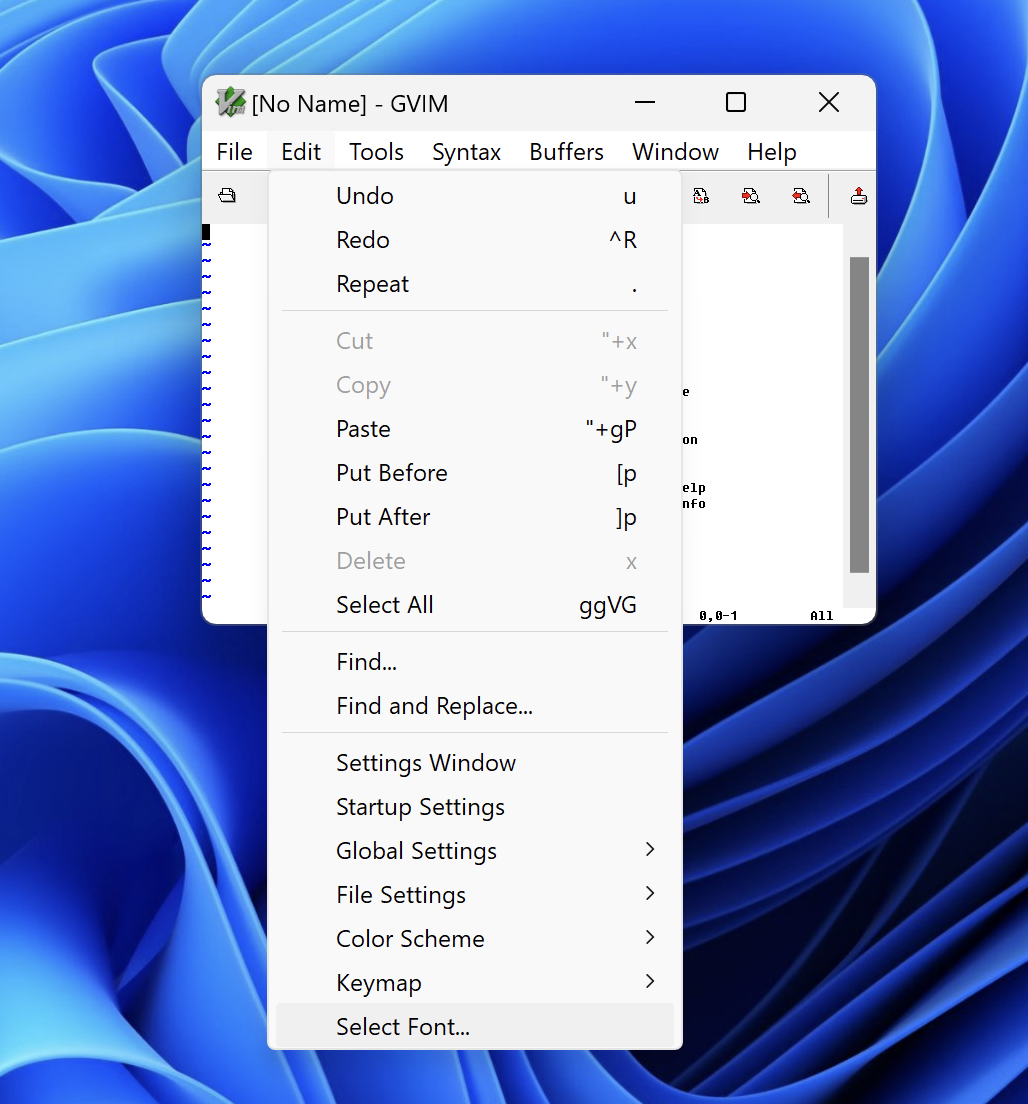 [No Name] - GVIM
File Edit Tools Syntax Buffers Window Help
Undo u
Redo ^R
Repeat .
Cut "+x
Copy "+y
Paste "+gP
Put Before [p
Put After ]p
Delete x
Select All ggVG
Find...
Find and Replace...
Settings Window
Startup Settings
Global Settings
File Settings
Color Scheme
Keymap
Select Font...
~
~
~
~
~
~
~
~
~
~ e
~
~
~ on
~
~
~ elp
~ nfo
~
~
~
~
~
~
0,0-1 All